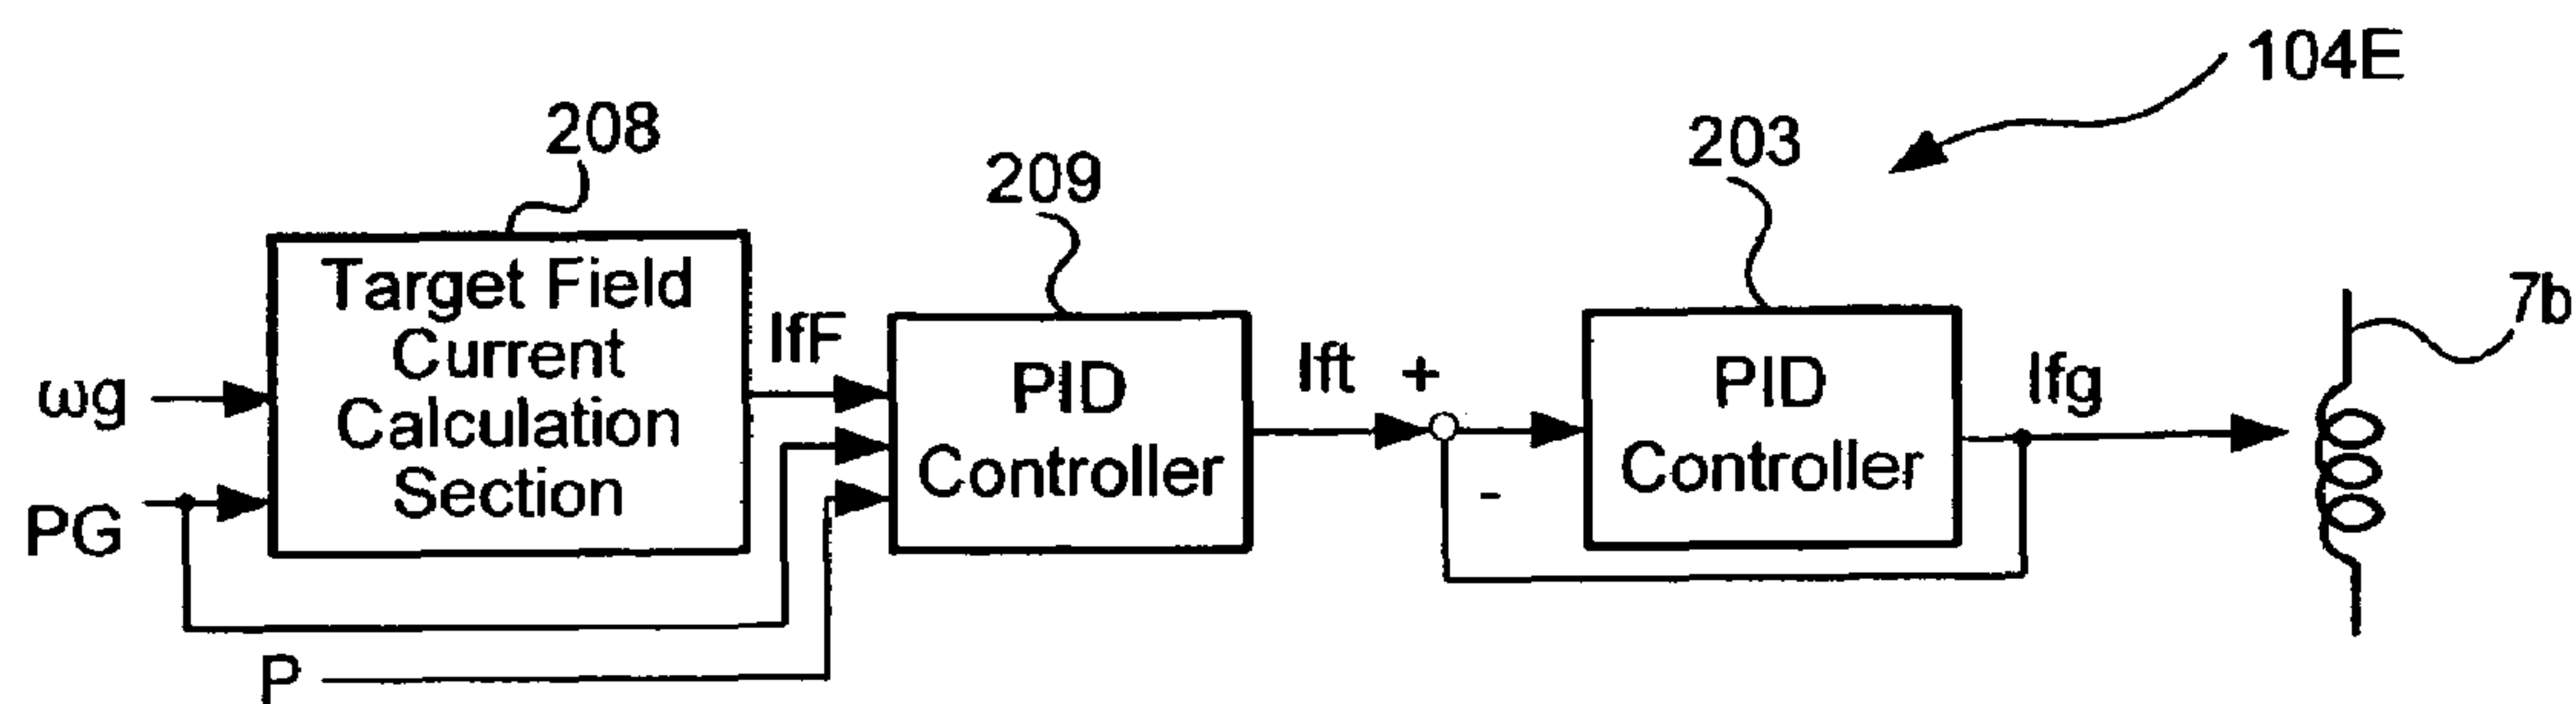 104E
208
203
209
Target Field
Current
Calculation
Section
IfF
PID
Controller
Ift
+
-
PID
Controller
Ifg
7b
ωg
PG
P